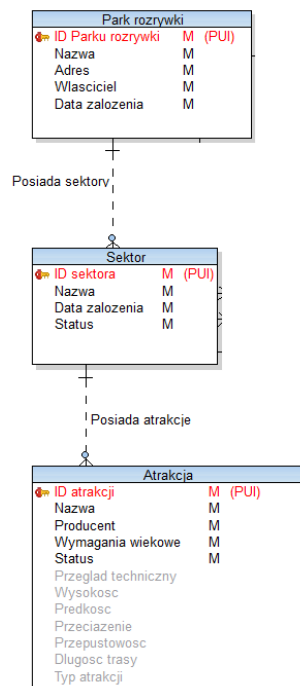 Park rozrywki
ID Parku rozrywki M (PUI)
Nazwa M
Adres M
Wlasciciel M
Data zalozenia M
Posiada sektory
Sektor
ID sektora M (PUI)
Nazwa M
Data zalozenia M
Status M
Posiada atrakcje
Atrakcja
ID atrakcji M (PUI)
Nazwa M
Producent M
Wymagania wiekowe M
Status M
Przeglad techniczny
Wysokosc
Predkosc
Przeciazenie
Przepustowosc
Dlugosc trasy
Typ atrakcji